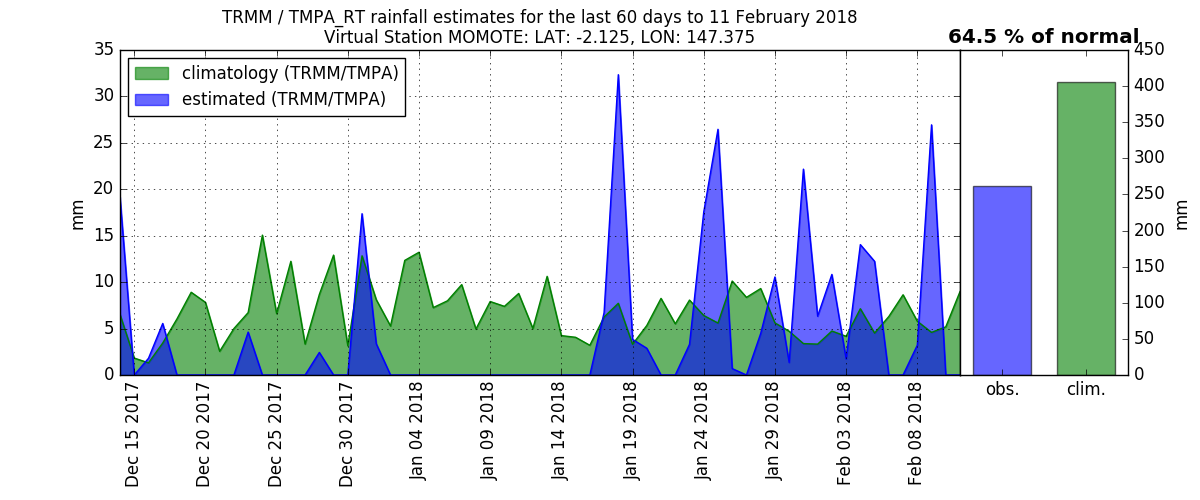 TRMM / TMPA_RT rainfall estimates for the last 60 days to 11 February 2018
Virtual Station MOMOTE: LAT: -2.125, LON: 147.375
64.5 % of normal
climatology (TRMM/TMPA)
estimated (TRMM/TMPA)
35
30
25
20
15
10
5
0
mm
Dec 15 2017
Dec 20 2017
Dec 25 2017
Dec 30 2017
Jan 04 2018
Jan 09 2018
Jan 14 2018
Jan 19 2018
Jan 24 2018
Jan 29 2018
Feb 03 2018
Feb 08 2018
obs.
clim.
450
400
350
300
250
200
150
100
50
0
mm